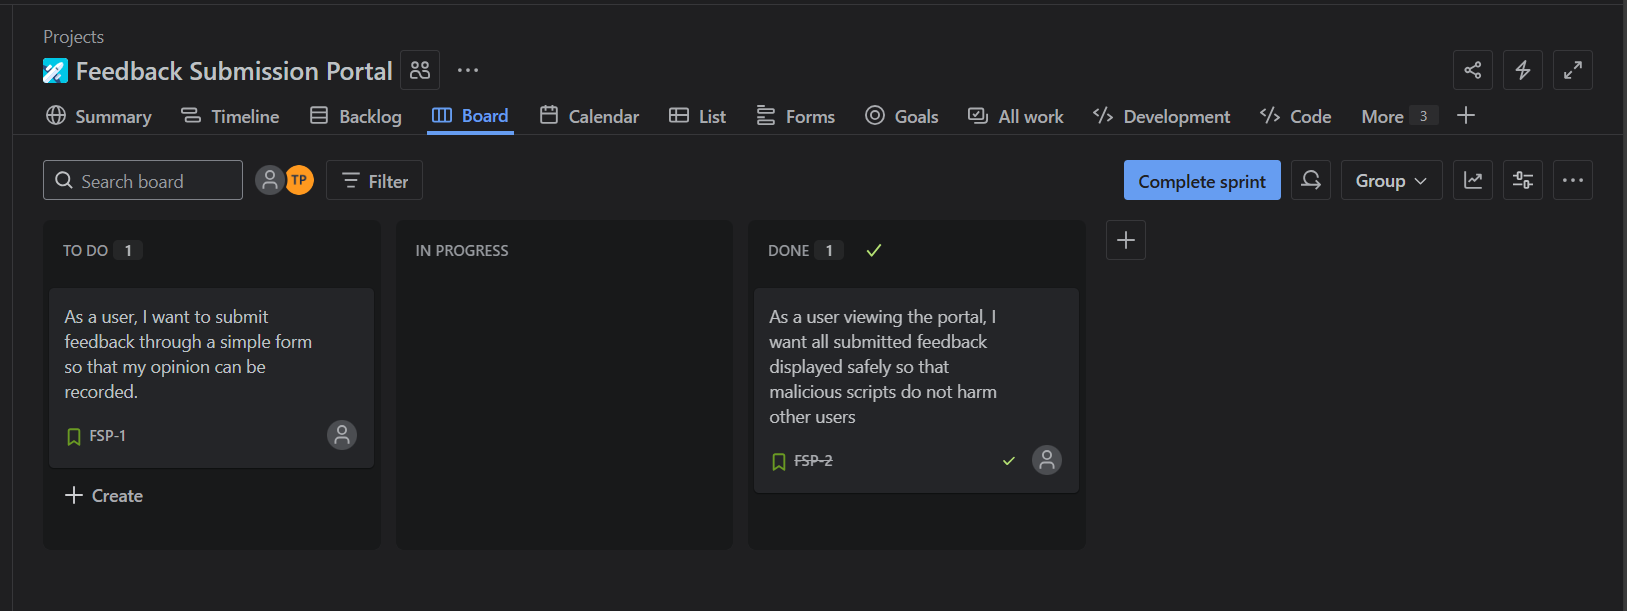 Projects
Feedback Submission Portal
Summary Timeline Backlog Board Calendar List Forms Goals All work Development Code More 3
Search board TP Filter Complete sprint Group
TO DO 1
As a user, I want to submit
feedback through a simple form
so that my opinion can be
recorded.
FSP-1
Create
IN PROGRESS
DONE 1
As a user viewing the portal, I
want all submitted feedback
displayed safely so that
malicious scripts do not harm
other users
FSP-2